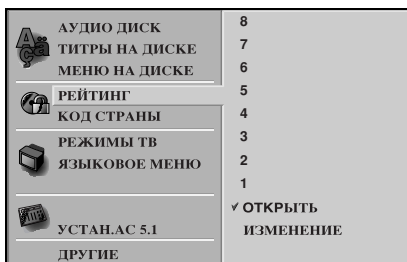 АУДИО ДИСК
ТИТРЫ НА ДИСКЕ
МЕНЮ НА ДИСКЕ
РЕЙТИНГ
КОД СТРАНЫ
РЕЖИМЫ ТВ
ЯЗЫКОВОЕ МЕНЮ
УСТАН.AC 5.1
ДРУГИЕ
8
7
6
5
4
3
2
1
✓ ОТКРЫТЬ
ИЗМЕНЕНИЕ